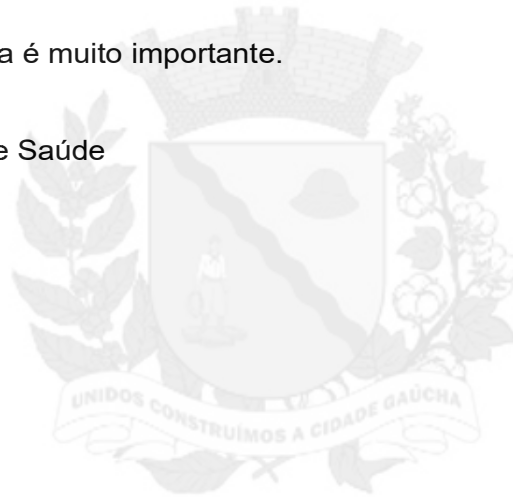 a é muito importante.
e Saúde
UNIDOS CONSTRUÍMOS A CIDADE GAÚCHA